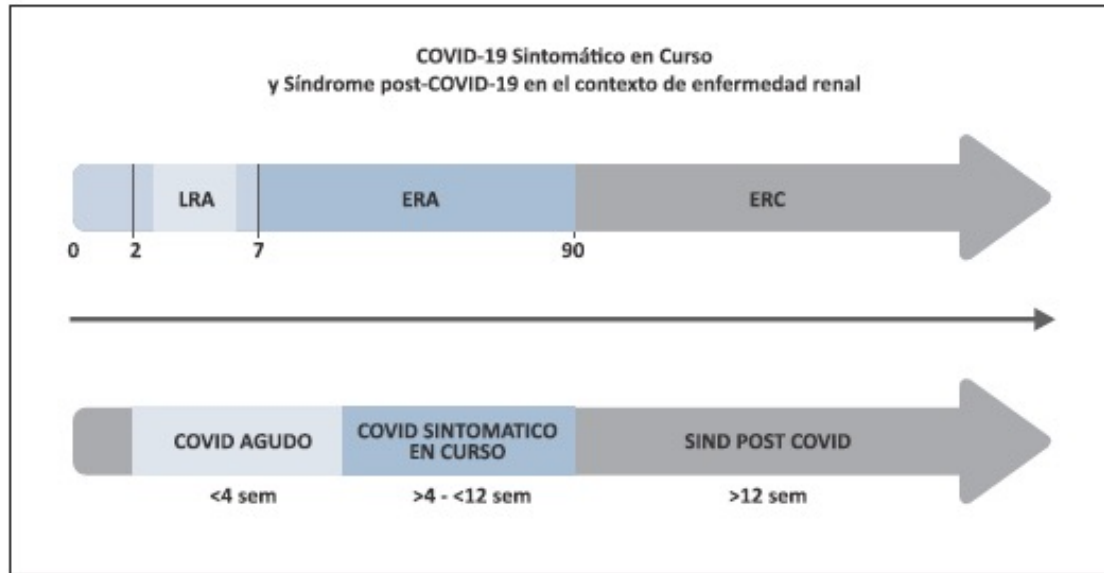 COVID-19 Sintomático en Curso
y Síndrome post-COVID-19 en el contexto de enfermedad renal
LRA ERA ERC
0 2 7 90
COVID AGUDO
COVID SINTOMATICO
EN CURSO
SIND POST COVID
<4 sem >4 - <12 sem >12 sem